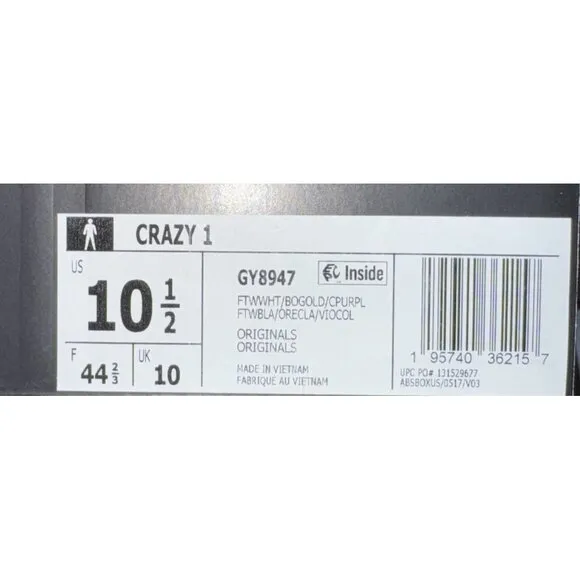 CRAZY 1
US
10 1/2
F
44 2/3
UK
10
GY8947
Inside
FTWWHT/BOGOLD/CPURPL
FTWBLA/ORECLA/VIOCOL
ORIGINALS
ORIGINALS
MADE IN VIETNAM
FABRIQUÉ AU VIETNAM
1 95740 36215 7
UPC PO# 131529677
ABSBOXUS/0517/V03